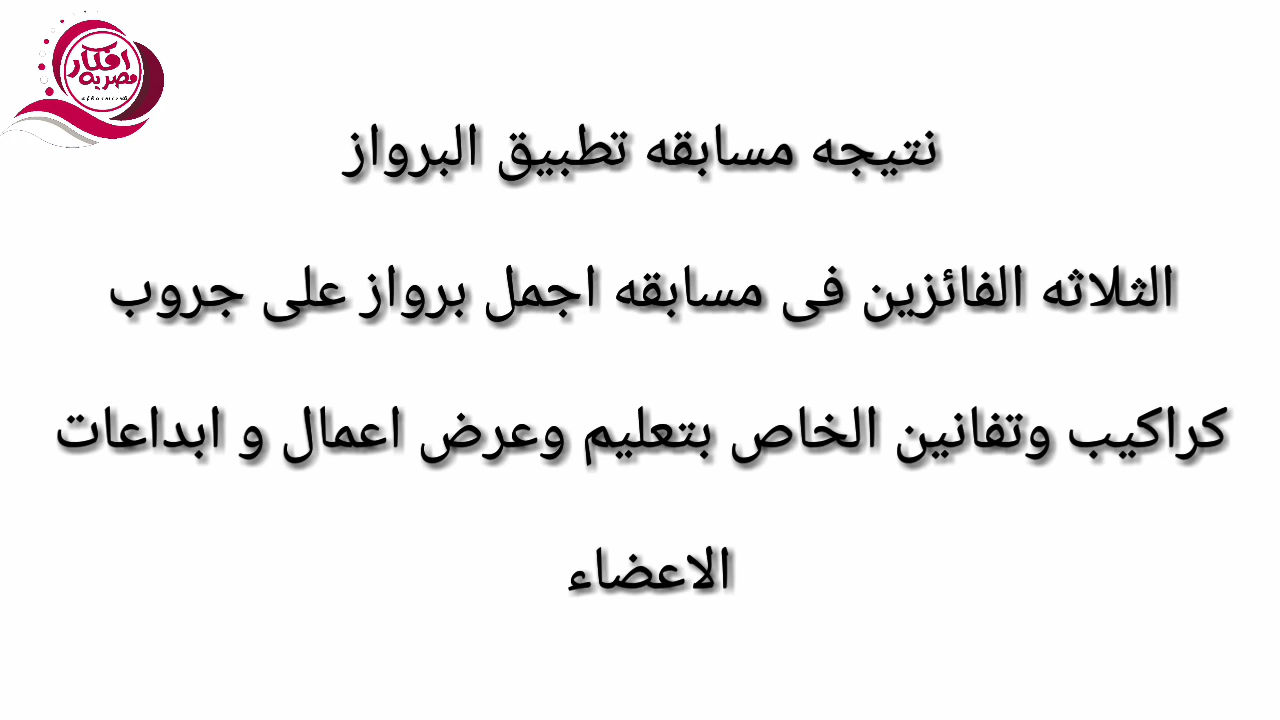 افكار
مصريه
نتيجه مسابقه تطبيق البرواز
الثلاثه الفائزين فى مسابقه اجمل برواز على جروب
كراكيب وتفانين الخاص بتعليم وعرض اعمال و ابداعات
الاعضاء